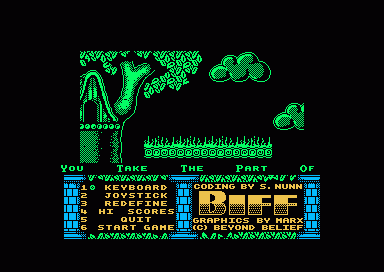 You Take The Part Of
1 KEYBOARD
2 JOYSTICK
3 REDEFINE
4 HI SCORES
5 QUIT
6 START GAME
CODING BY S. NUNN
BIFF
GRAPHICS BY MARX
(C) BEYOND BELIEF